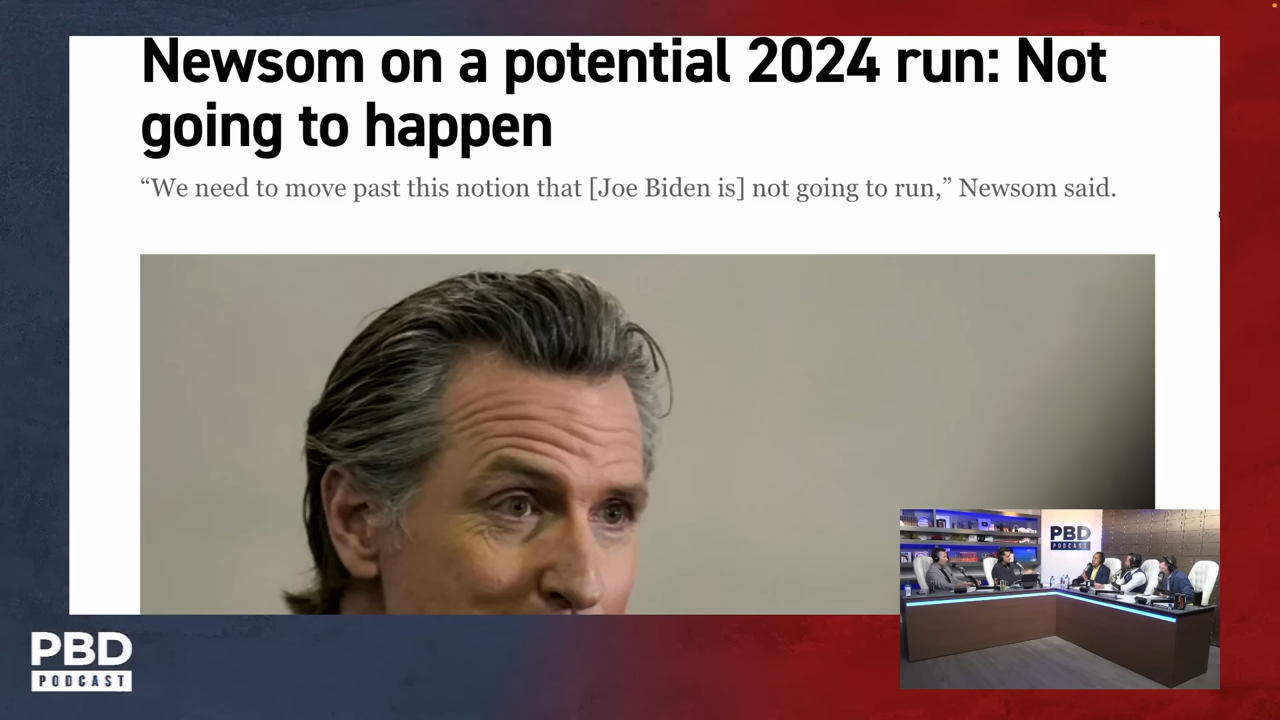 Newsom on a potential 2024 run: Not
going to happen
“We need to move past this notion that [Joe Biden is] not going to run,” Newsom said.
PBD
PODCAST
PBD
PODCAST